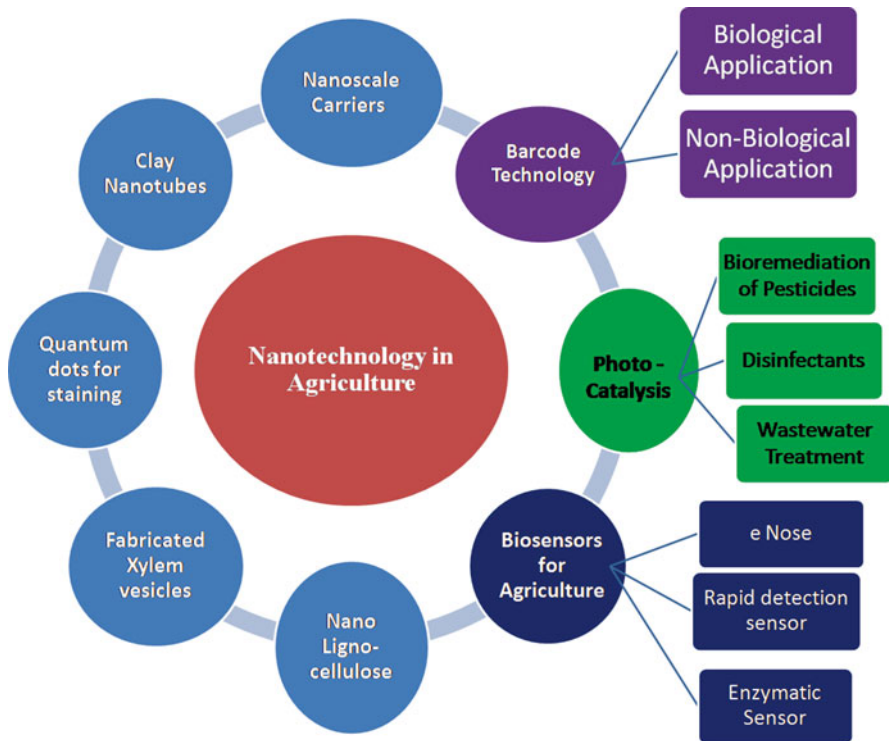 Nanotechnology in
Agriculture
Nanoscale
Carriers
Barcode
Technology
Biological
Application
Non-Biological
Application
Photo -
Catalysis
Bioremediation
of Pesticides
Disinfectants
Wastewater
Treatment
Biosensors
for
Agriculture
e Nose
Rapid detection
sensor
Enzymatic
Sensor
Nano
Ligno-
cellulose
Fabricated
Xylem
vesicles
Quantum
dots for
staining
Clay
Nanotubes